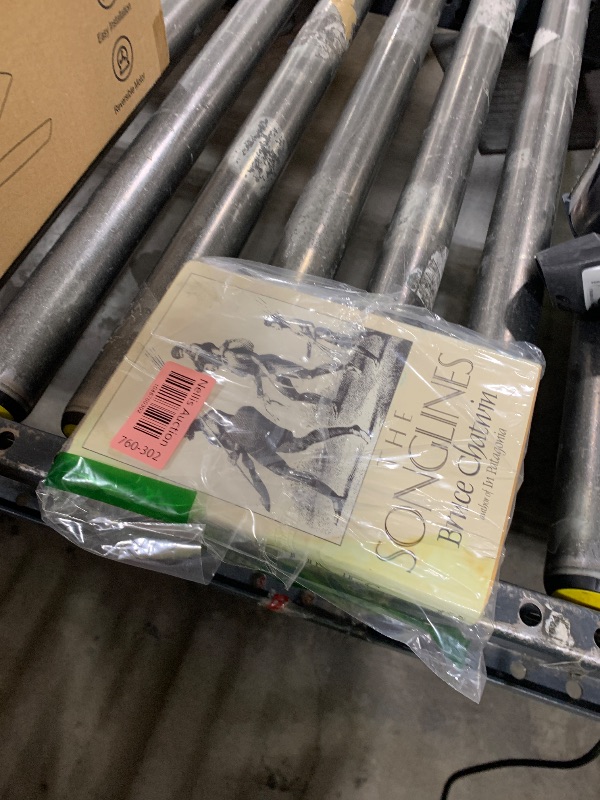 Easy Installation
Reversible Motor
THE
SONGLINES
Bruce Chatwin
author of In Patagonia
Nellis Auction
760-302